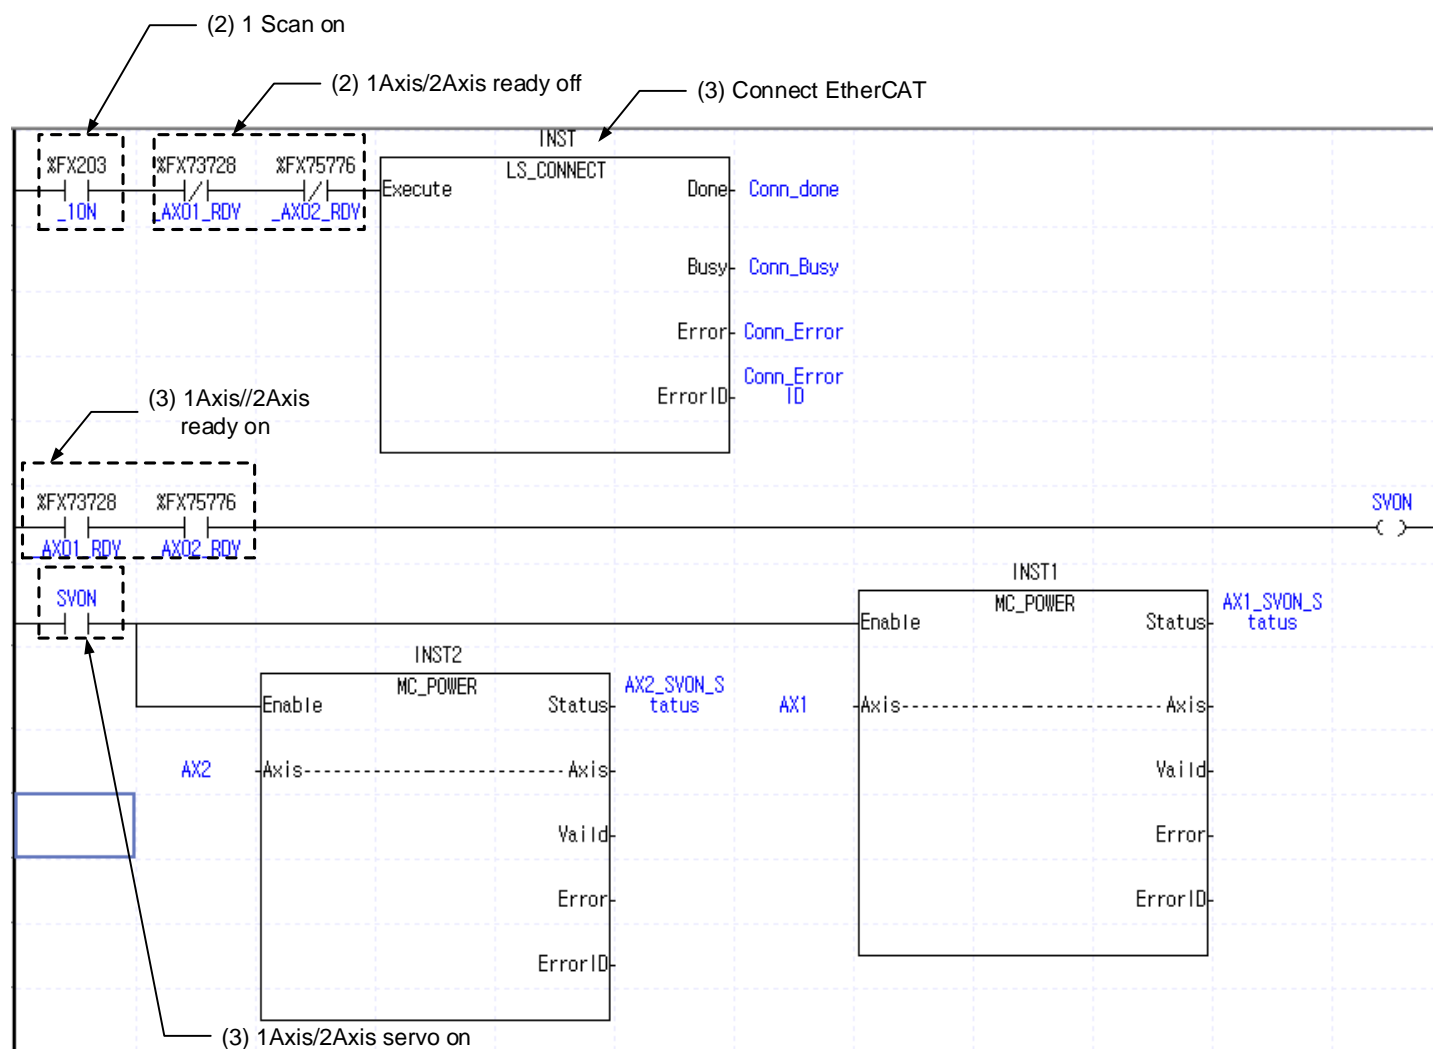 (2) 1 Scan on
(2) 1Axis/2Axis ready off
(3) Connect EtherCAT
INST
%FX203
%FX73728
%FX75776
LS_CONNECT
Execute
Done
Conn_done
_1ON
_AX01_RDY
_AX02_RDY
Busy
Conn_Busy
Error
Conn_Error
Conn_Error
ID
ErrorID
(3) 1Axis//2Axis
ready on
%FX73728
%FX75776
SVON
_AX01_RDY
_AX02_RDY
INST1
SVON
MC_POWER
AX1_SVON_S
tatus
Enable
Status
INST2
MC_POWER
AX2_SVON_S
tatus
Enable
Status
AX1
Axis
Axis
AX2
Axis
Axis
Vaild
Vaild
Error
Error
ErrorID
ErrorID
(3) 1Axis/2Axis servo on